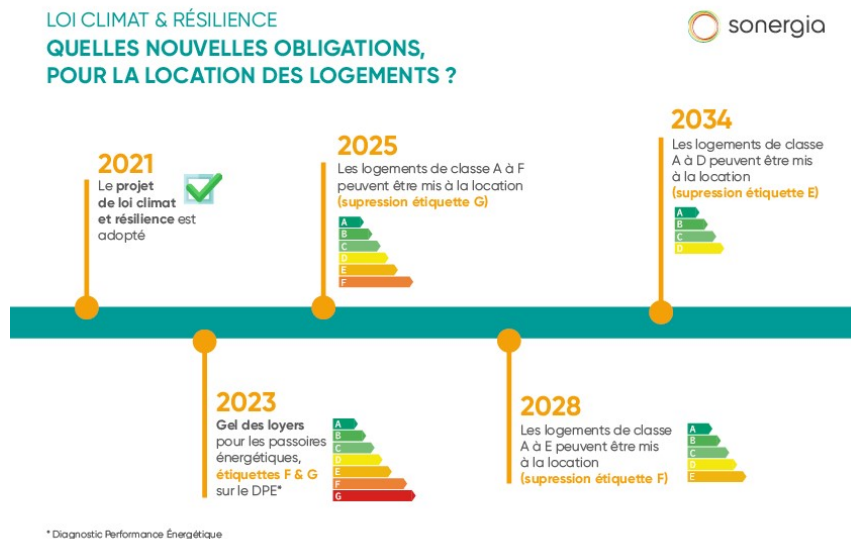 LOI CLIMAT & RÉSILIENCE
QUELLES NOUVELLES OBLIGATIONS,
POUR LA LOCATION DES LOGEMENTS ?
sonergia
2021
Le projet
de loi climat
et résilience est
adopté
2025
Les logements de classe A à F
peuvent être mis à la location
(supression étiquette G)
A
B
C
D
E
F
2034
Les logements de classe
A à D peuvent être mis
à la location
(supression étiquette E)
A
B
C
D
2023
Gel des loyers
pour les passoires
énergétiques,
étiquettes F & G
sur le DPE*
A
B
C
D
E
F
G
2028
Les logements de classe
A à E peuvent être mis
à la location
(supression étiquette F)
A
B
C
D
E
* Diagnostic Performance Énergétique